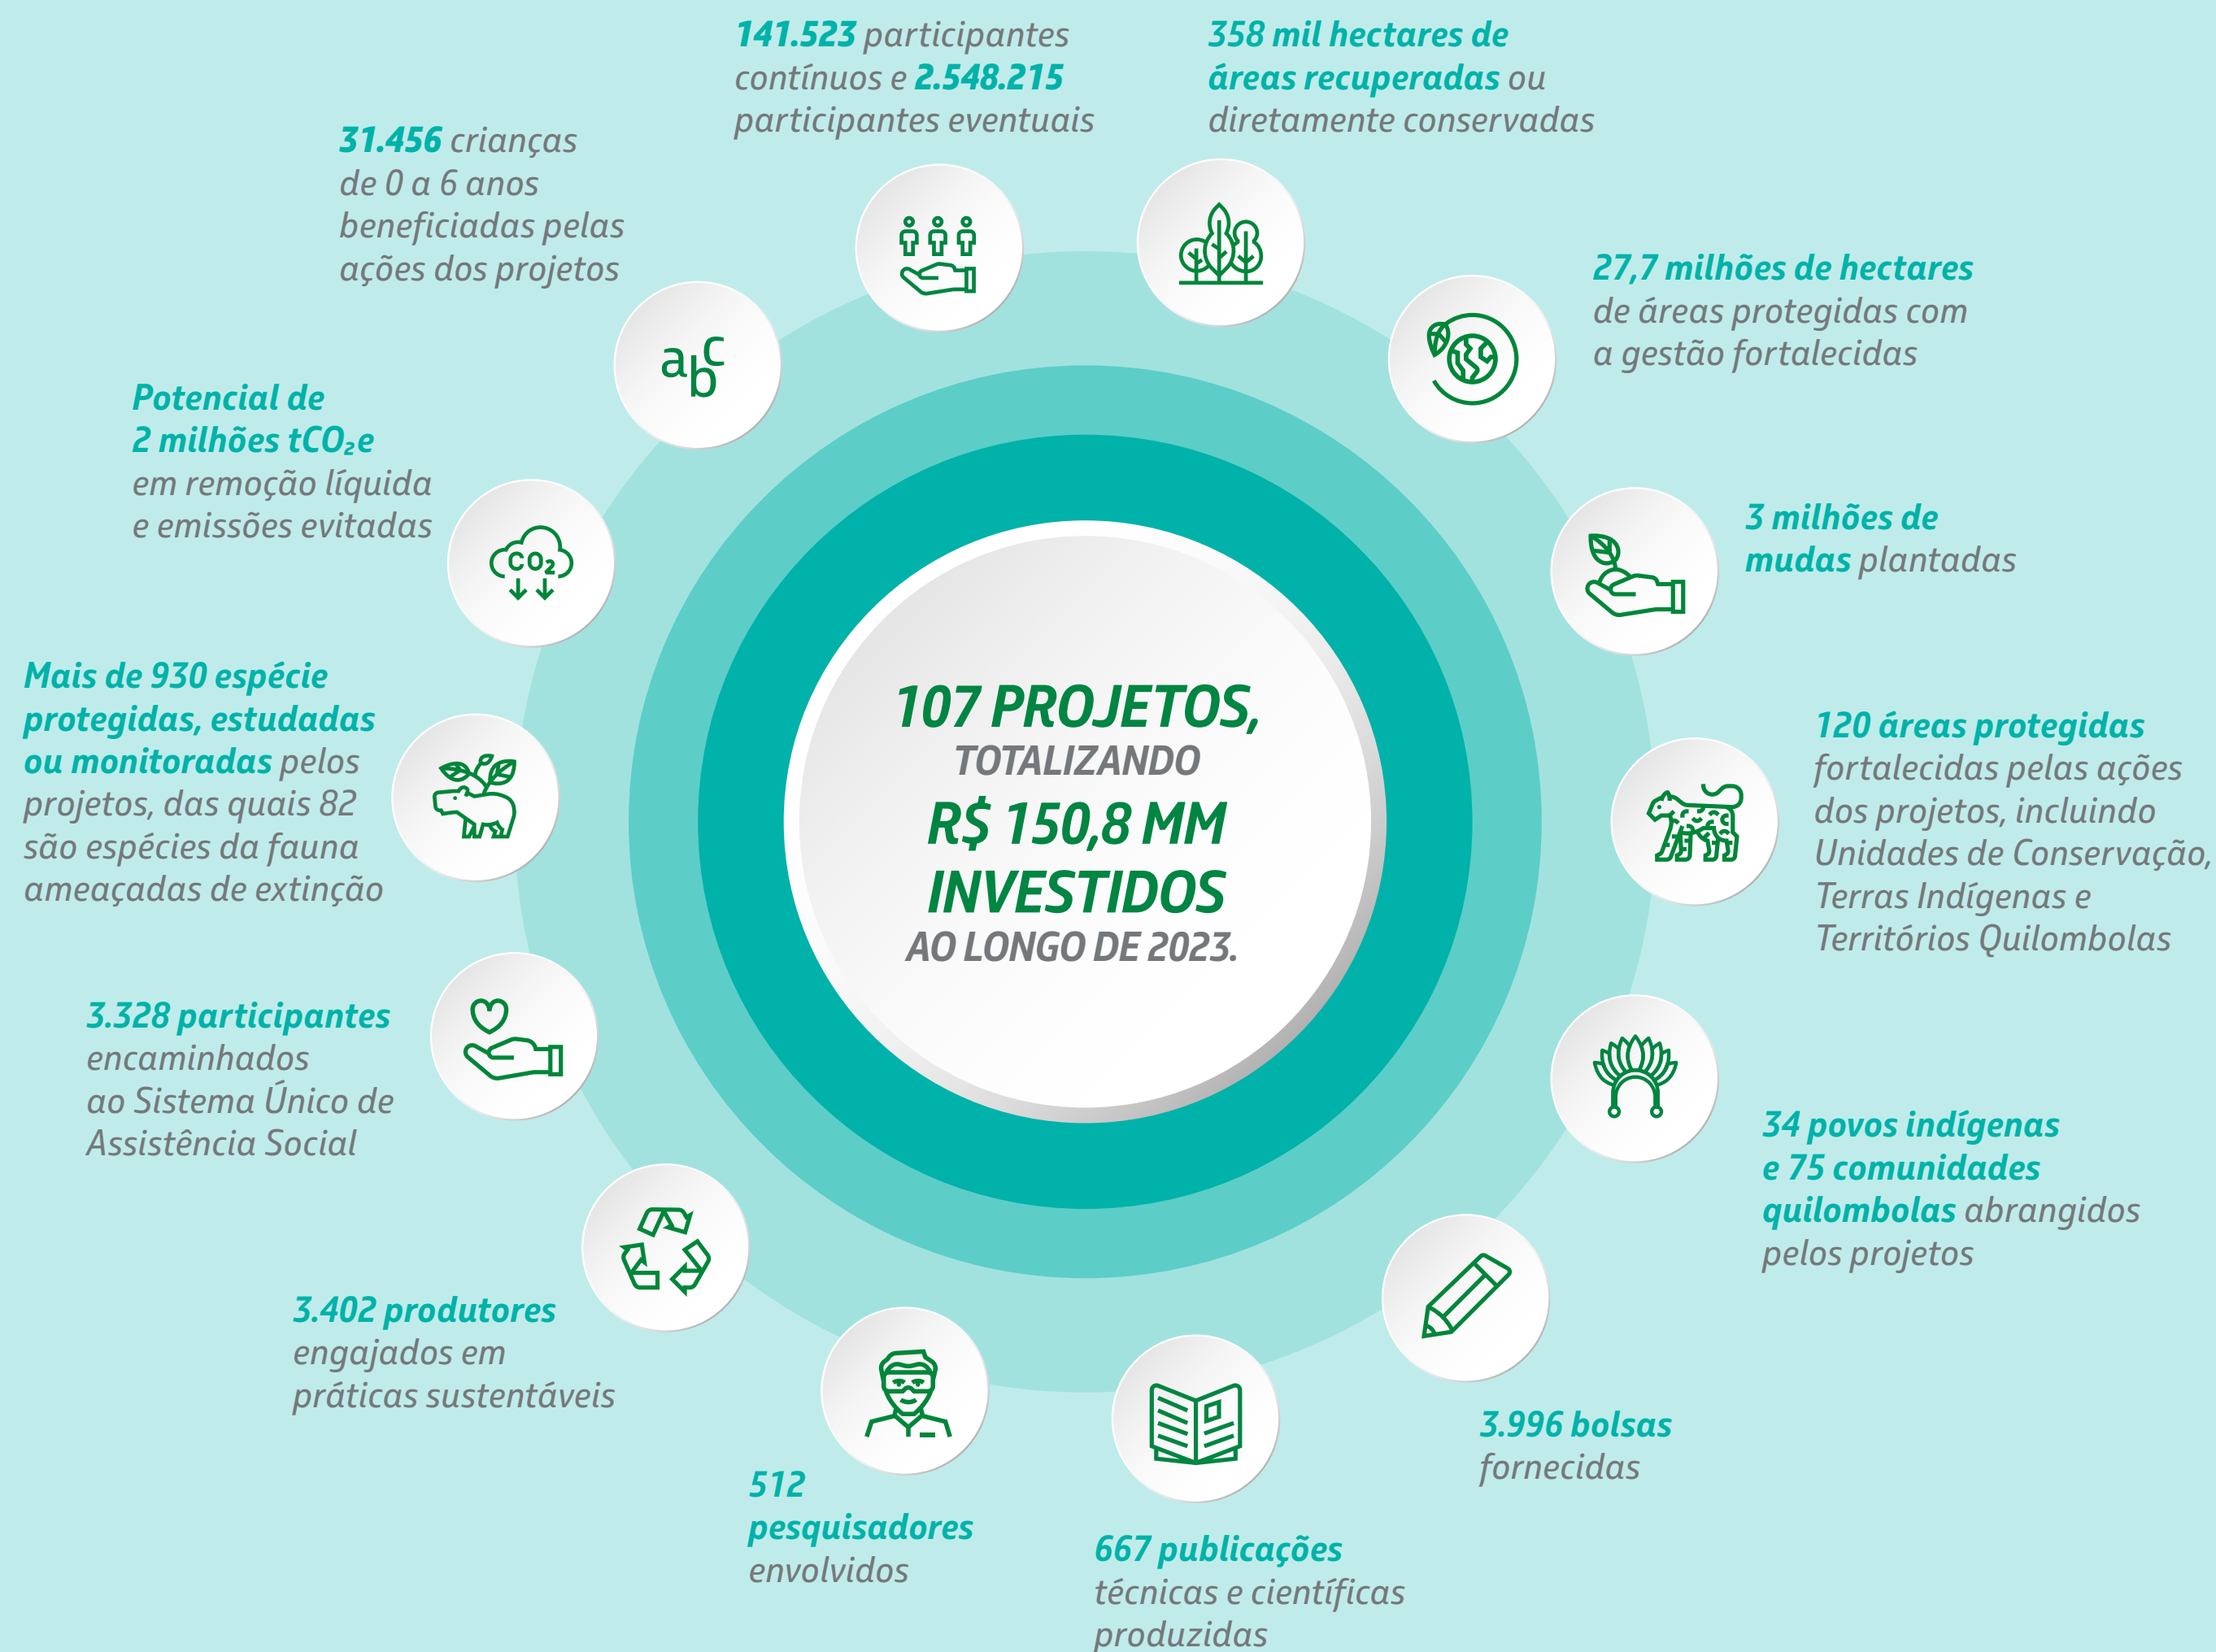 141.523 participantes
contínuos e 2.548.215
participantes eventuais
358 mil hectares de
áreas recuperadas ou
diretamente conservadas
27,7 milhões de hectares
de áreas protegidas com
a gestão fortalecidas
3 milhões de
mudas plantadas
120 áreas protegidas
fortalecidas pelas ações
dos projetos, incluindo
Unidades de Conservação,
Terras Indígenas e
Territórios Quilombolas
34 povos indígenas
e 75 comunidades
quilombolas abrangidos
pelos projetos
3.996 bolsas
fornecidas
667 publicações
técnicas e científicas
produzidas
512
pesquisadores
envolvidos
3.402 produtores
engajados em
práticas sustentáveis
3.328 participantes
encaminhados
ao Sistema Único de
Assistência Social
Mais de 930 espécie
protegidas, estudadas
ou monitoradas pelos
projetos, das quais 82
são espécies da fauna
ameaçadas de extinção
Potencial de
2 milhões tCO₂e
em remoção líquida
e emissões evitadas
CO₂
31.456 crianças
de 0 a 6 anos
beneficiadas pelas
ações dos projetos
abc
107 PROJETOS,
TOTALIZANDO
R$ 150,8 MM
INVESTIDOS
AO LONGO DE 2023.